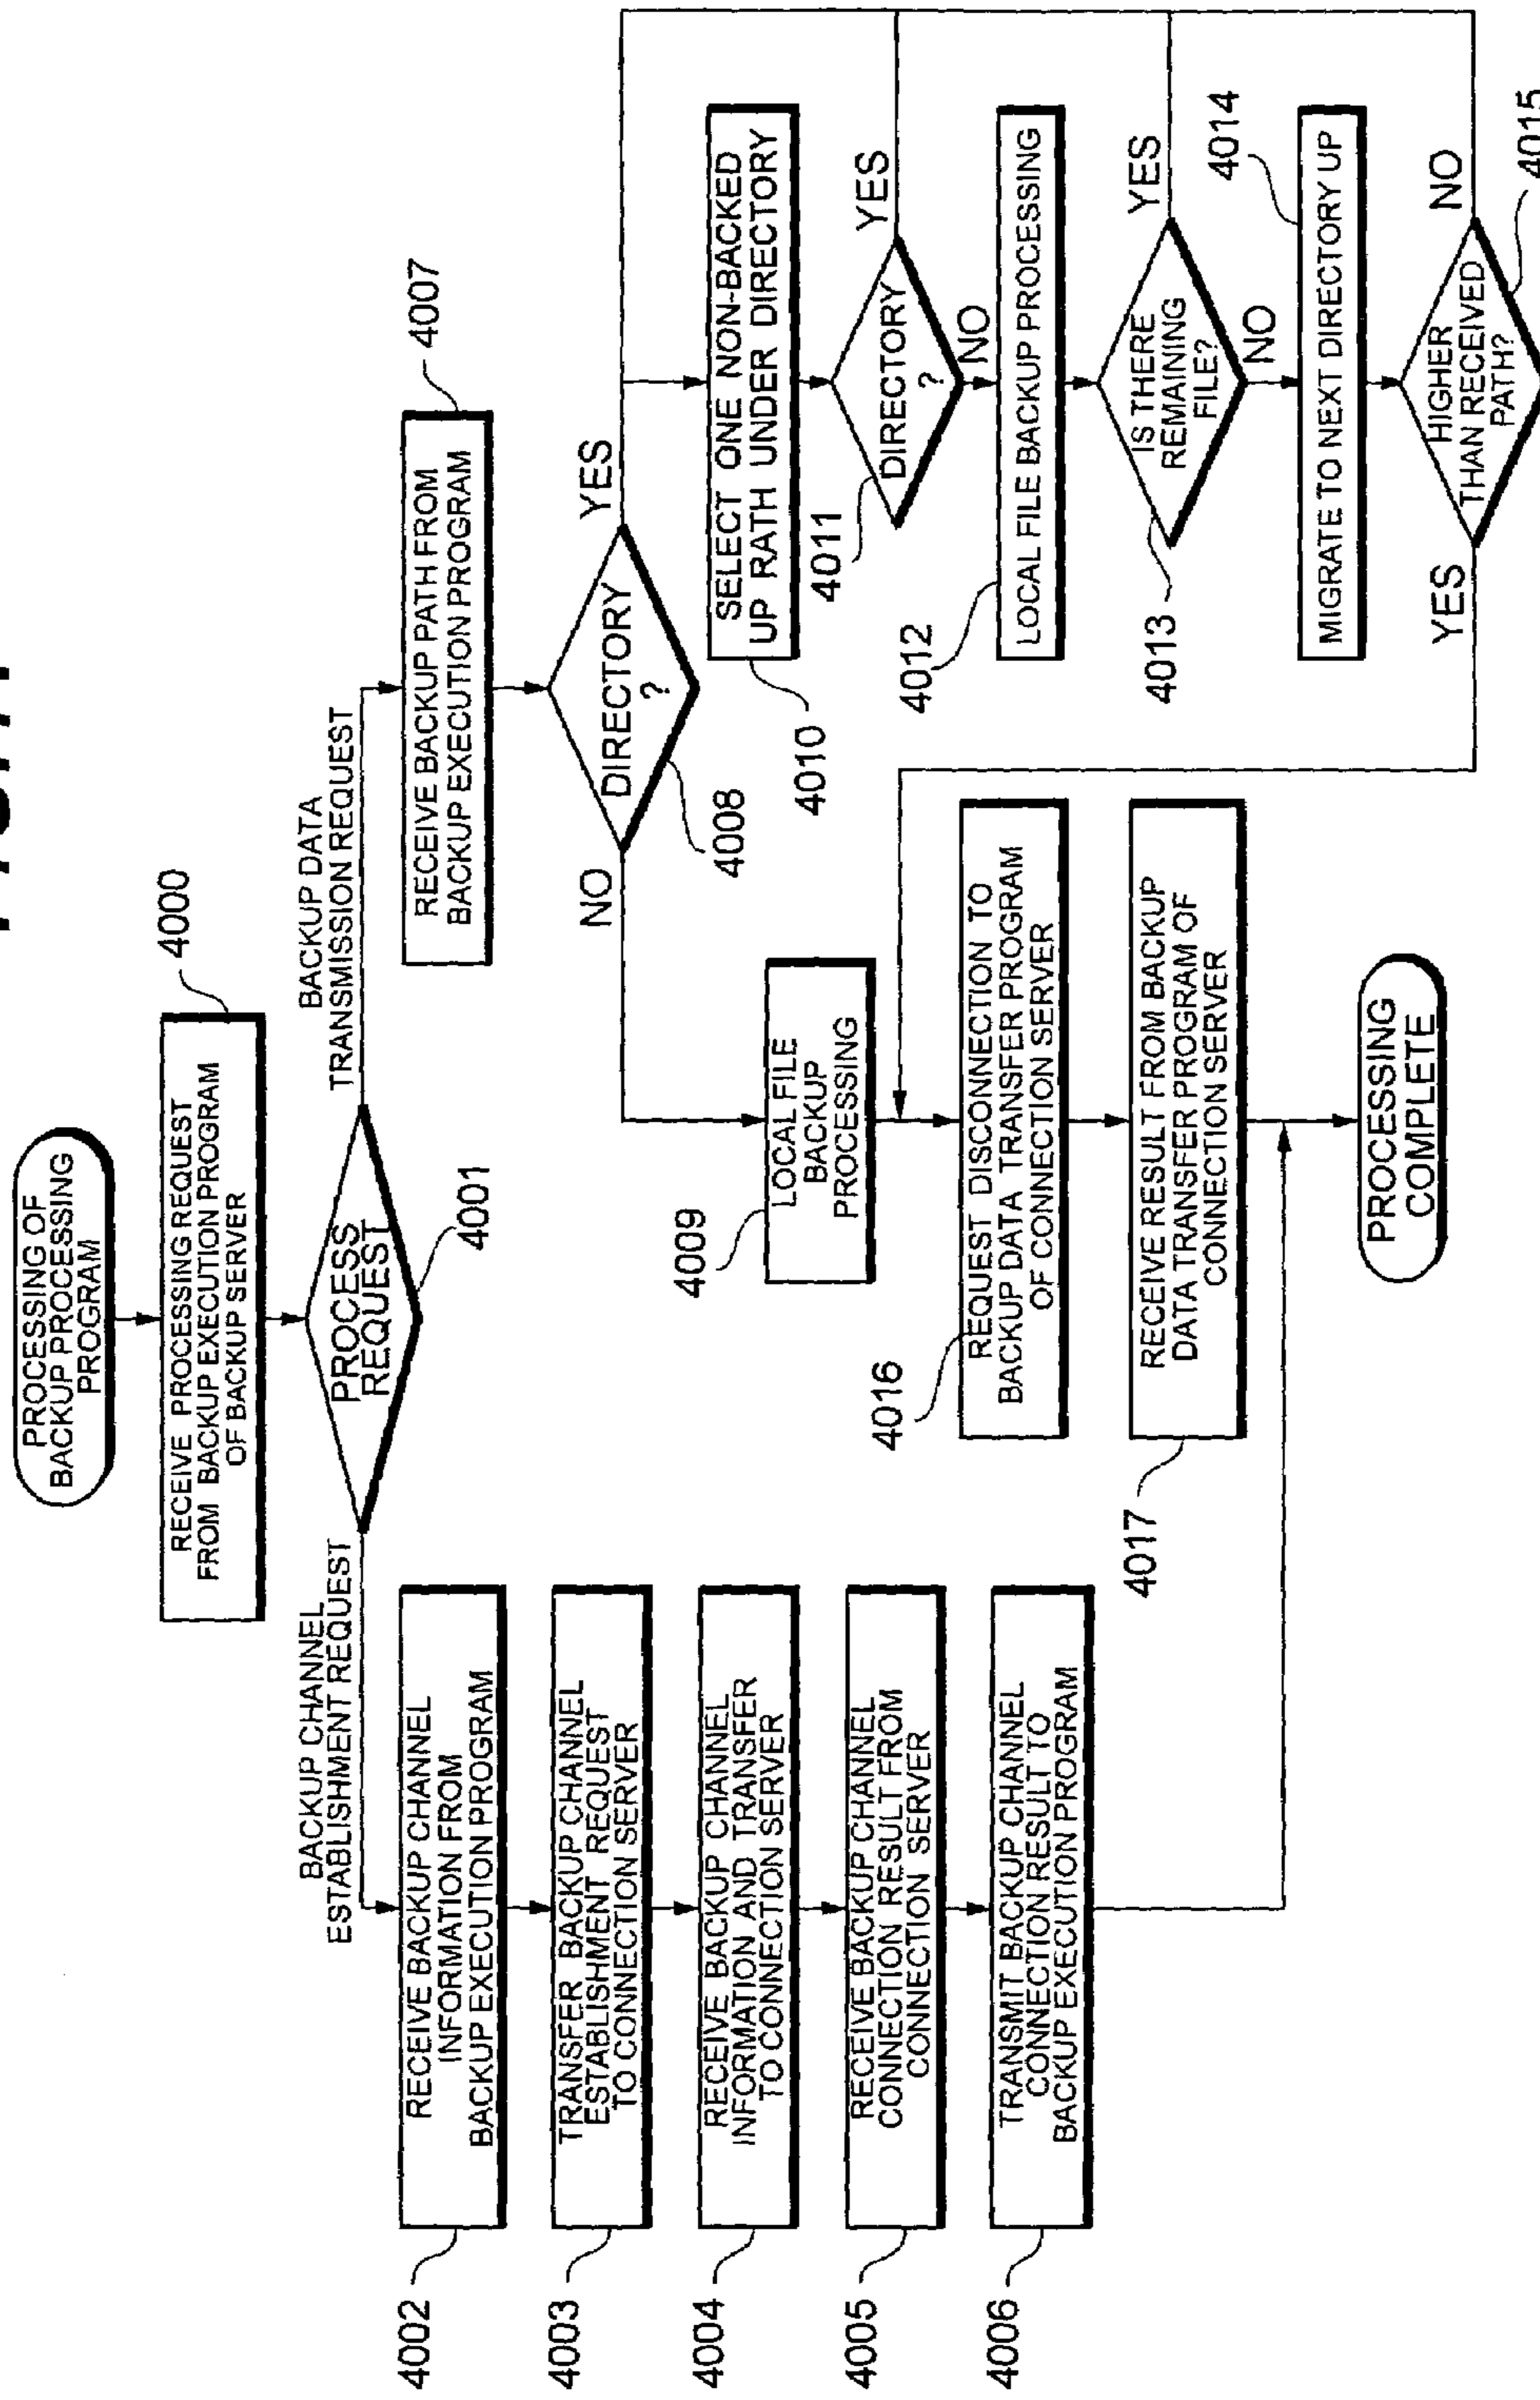 PROCESSING OF
BACKUP PROCESSING
PROGRAM
RECEIVE PROCESSING REQUEST
FROM BACKUP EXECUTION PROGRAM
OF BACKUP SERVER
4000
PROCESS
REQUEST
4001
BACKUP CHANNEL
ESTABLISHMENT REQUEST
BACKUP DATA
TRANSMISSION REQUEST
RECEIVE BACKUP CHANNEL
INFORMATION FROM
BACKUP EXECUTION PROGRAM
4002
TRANSFER BACKUP CHANNEL
ESTABLISHMENT REQUEST
TO CONNECTION SERVER
4003
RECEIVE BACKUP CHANNEL
INFORMATION AND TRANSFER
TO CONNECTION SERVER
4004
RECEIVE BACKUP CHANNEL
CONNECTION RESULT FROM
CONNECTION SERVER
4005
TRANSMIT BACKUP CHANNEL
CONNECTION RESULT TO
BACKUP EXECUTION PROGRAM
4006
RECEIVE BACKUP PATH FROM
BACKUP EXECUTION PROGRAM
4007
DIRECTORY
?
4008
NO
YES
LOCAL FILE
BACKUP
PROCESSING
4009
SELECT ONE NON-BACKED
UP RATH UNDER DIRECTORY
4010
DIRECTORY
?
4011
YES
NO
LOCAL FILE BACKUP PROCESSING
4012
IS THERE
REMAINING
FILE?
4013
YES
NO
MIGRATE TO NEXT DIRECTORY UP
4014
HIGHER
THAN RECEIVED
PATH?
4015
YES
NO
REQUEST DISCONNECTION TO
BACKUP DATA TRANSFER PROGRAM
OF CONNECTION SERVER
4016
RECEIVE RESULT FROM BACKUP
DATA TRANSFER PROGRAM OF
CONNECTION SERVER
4017
PROCESSING
COMPLETE